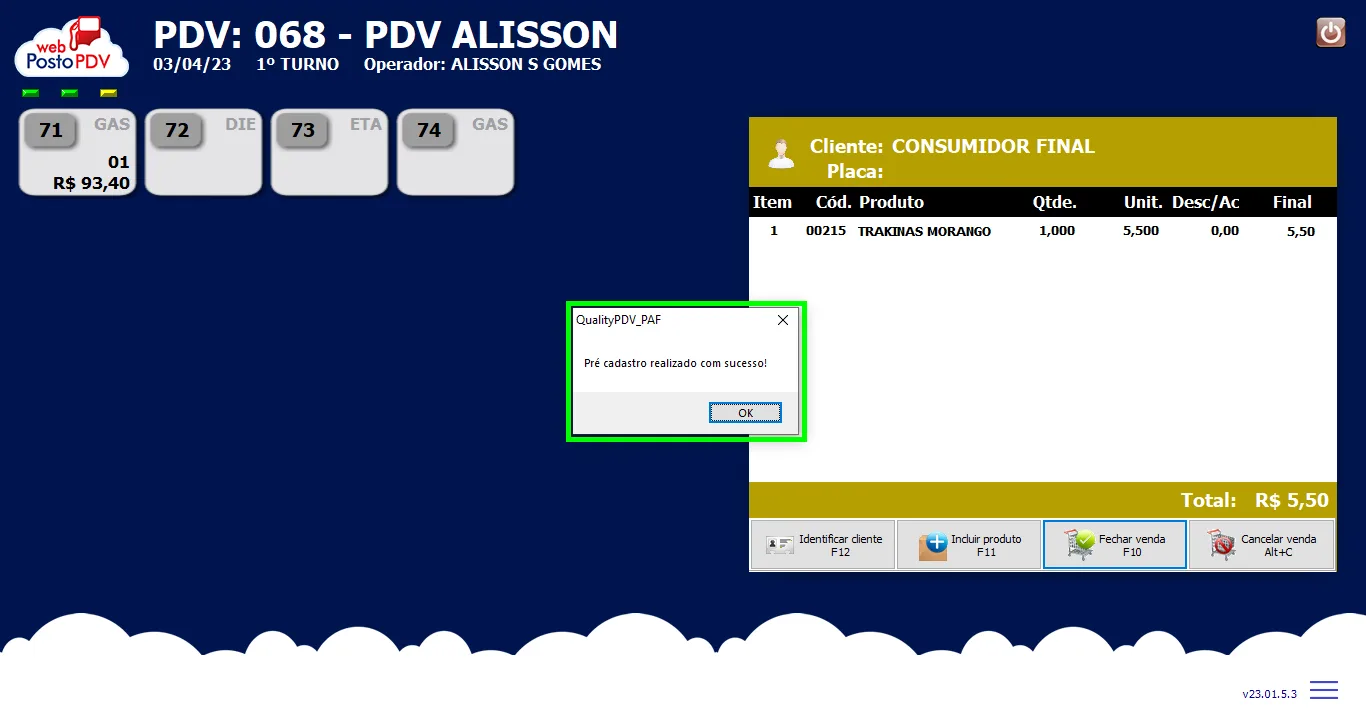 web
PostoPDV
PDV: 068 - PDV ALISSON
03/04/23 1º TURNO Operador: ALISSON S GOMES
71 GAS
01
R$ 93,40
72 DIE
73 ETA
74 GAS
Cliente: CONSUMIDOR FINAL
Placa:
Item Cód. Produto Qtde. Unit. Desc/Ac Final
1 00215 TRAKINAS MORANGO 1,000 5,500 0,00 5,50
QualityPDV_PAF
Pré cadastro realizado com sucesso!
OK
Total: R$ 5,50
Identificar cliente
F12
Incluir produto
F11
Fechar venda
F10
Cancelar venda
Alt+C
v23.01.5.3